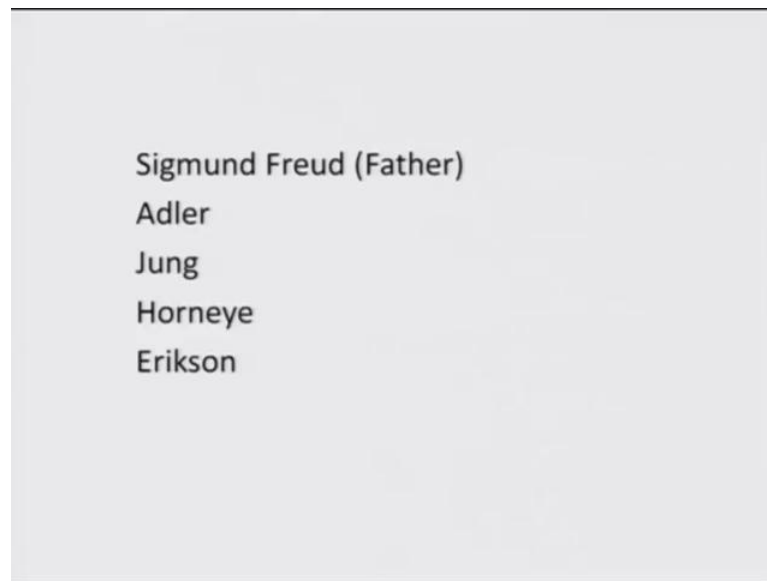 Sigmund Freud (Father)
Adler
Jung
Horneye
Erikson